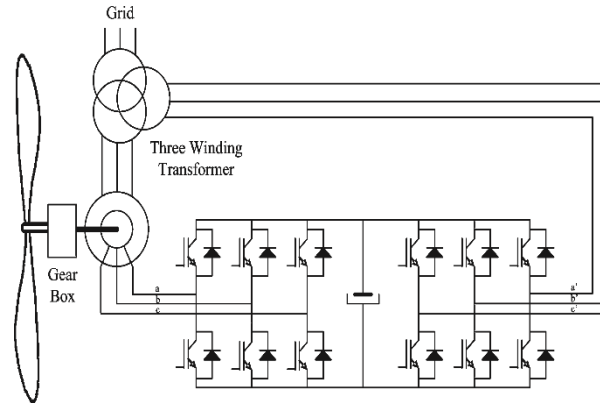 Grid
Three Winding
Transformer
Gear
Box
a
b
c
a'
b'
c'